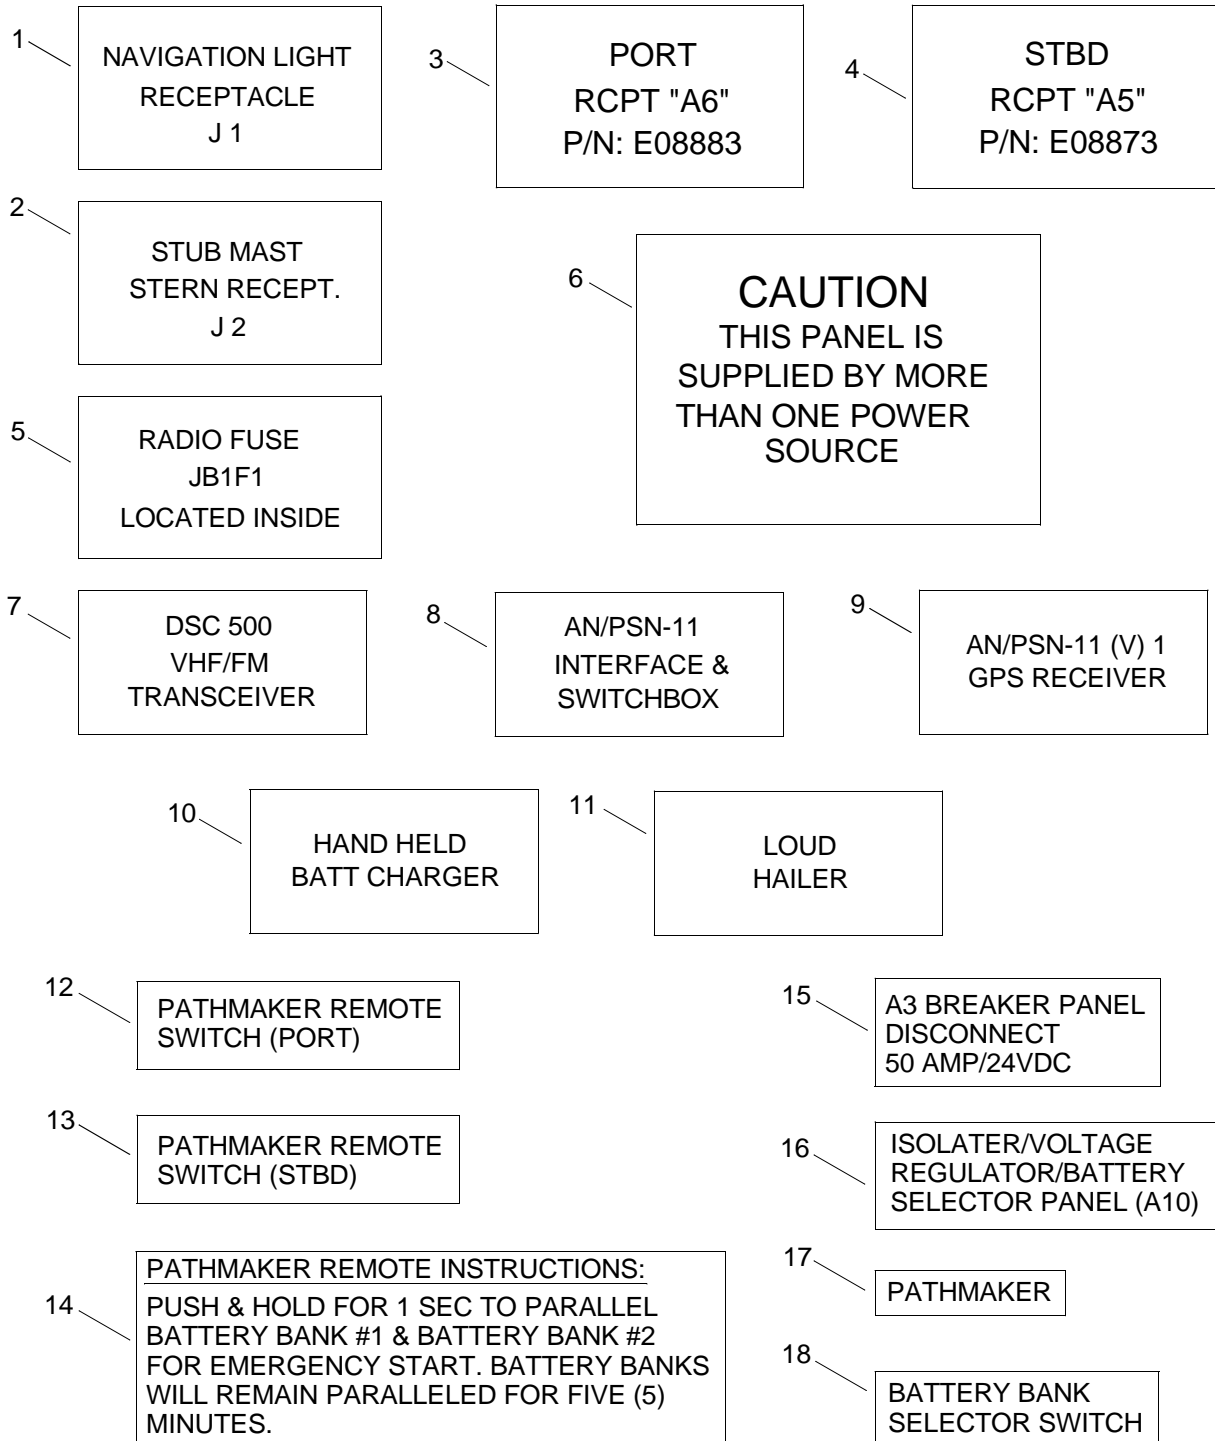 1
NAVIGATION LIGHT
RECEPTACLE
J 1
3
PORT
RCPT "A6"
P/N: E08883
4
STBD
RCPT "A5"
P/N: E08873
2
STUB MAST
STERN RECEPT.
J 2
6
CAUTION
THIS PANEL IS
SUPPLIED BY MORE
THAN ONE POWER
SOURCE
5
RADIO FUSE
JB1F1
LOCATED INSIDE
7
DSC 500
VHF/FM
TRANSCEIVER
8
AN/PSN-11
INTERFACE &
SWITCHBOX
9
AN/PSN-11 (V) 1
GPS RECEIVER
10
HAND HELD
BATT CHARGER
11
LOUD
HAILER
12
PATHMAKER REMOTE
SWITCH (PORT)
15
A3 BREAKER PANEL
DISCONNECT
50 AMP/24VDC
13
PATHMAKER REMOTE
SWITCH (STBD)
16
ISOLATER/VOLTAGE
REGULATOR/BATTERY
SELECTOR PANEL (A10)
14
PATHMAKER REMOTE INSTRUCTIONS:
PUSH & HOLD FOR 1 SEC TO PARALLEL
BATTERY BANK #1 & BATTERY BANK #2
FOR EMERGENCY START. BATTERY BANKS
WILL REMAIN PARALLELED FOR FIVE (5)
MINUTES.
17
PATHMAKER
18
BATTERY BANK
SELECTOR SWITCH